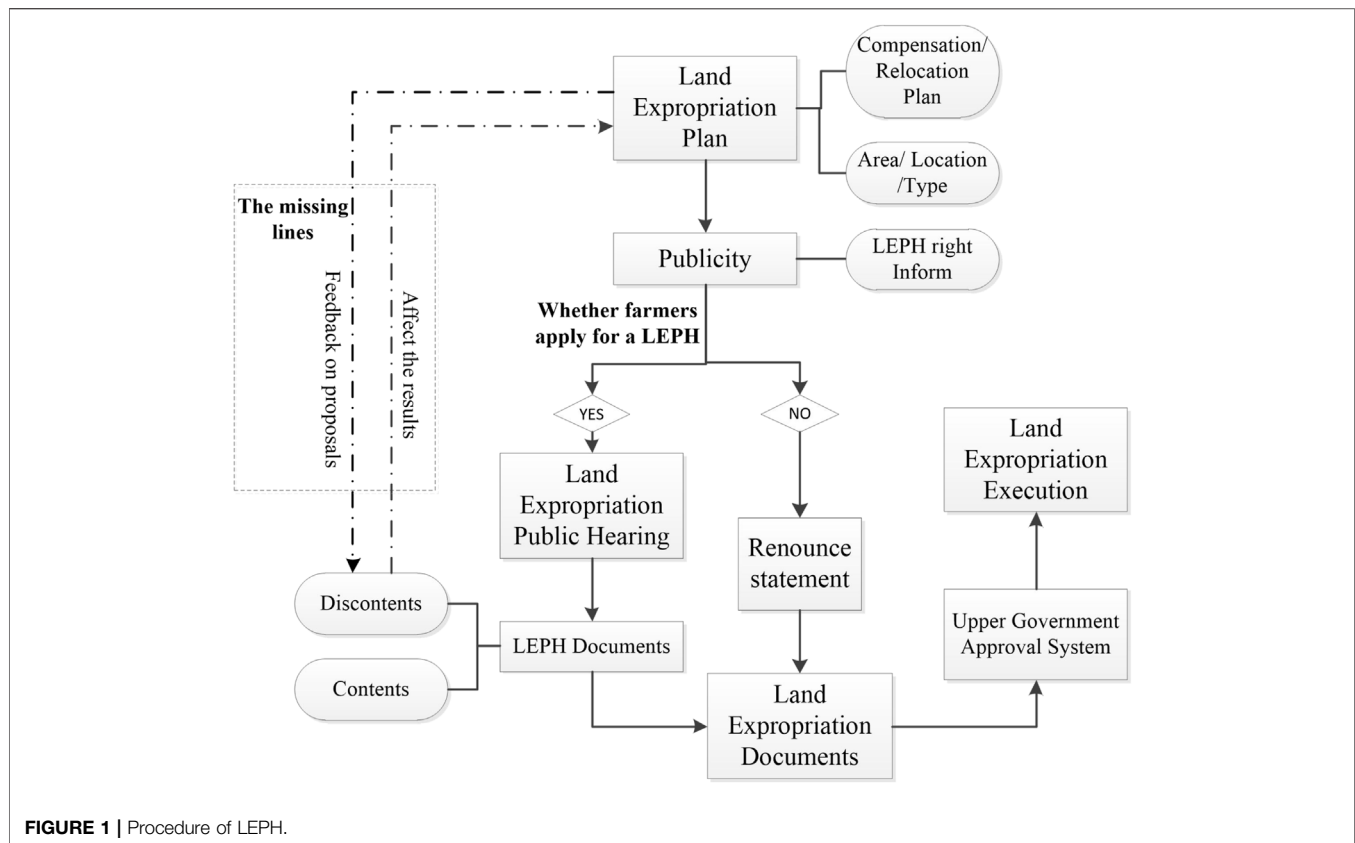 Land
Expropriation
Plan
Compensation/
Relocation
Plan
Area/ Location
/Type
The missing
lines
Feedback on proposals
Affect the results
Publicity
LEPH right
Inform
Whether farmers
apply for a LEPH
YES
NO
Land
Expropriation
Public Hearing
Renounce
statement
Land
Expropriation
Execution
Discontents
Contents
LEPH Documents
Upper Government
Approval System
Land
Expropriation
Documents
FIGURE 1 | Procedure of LEPH.